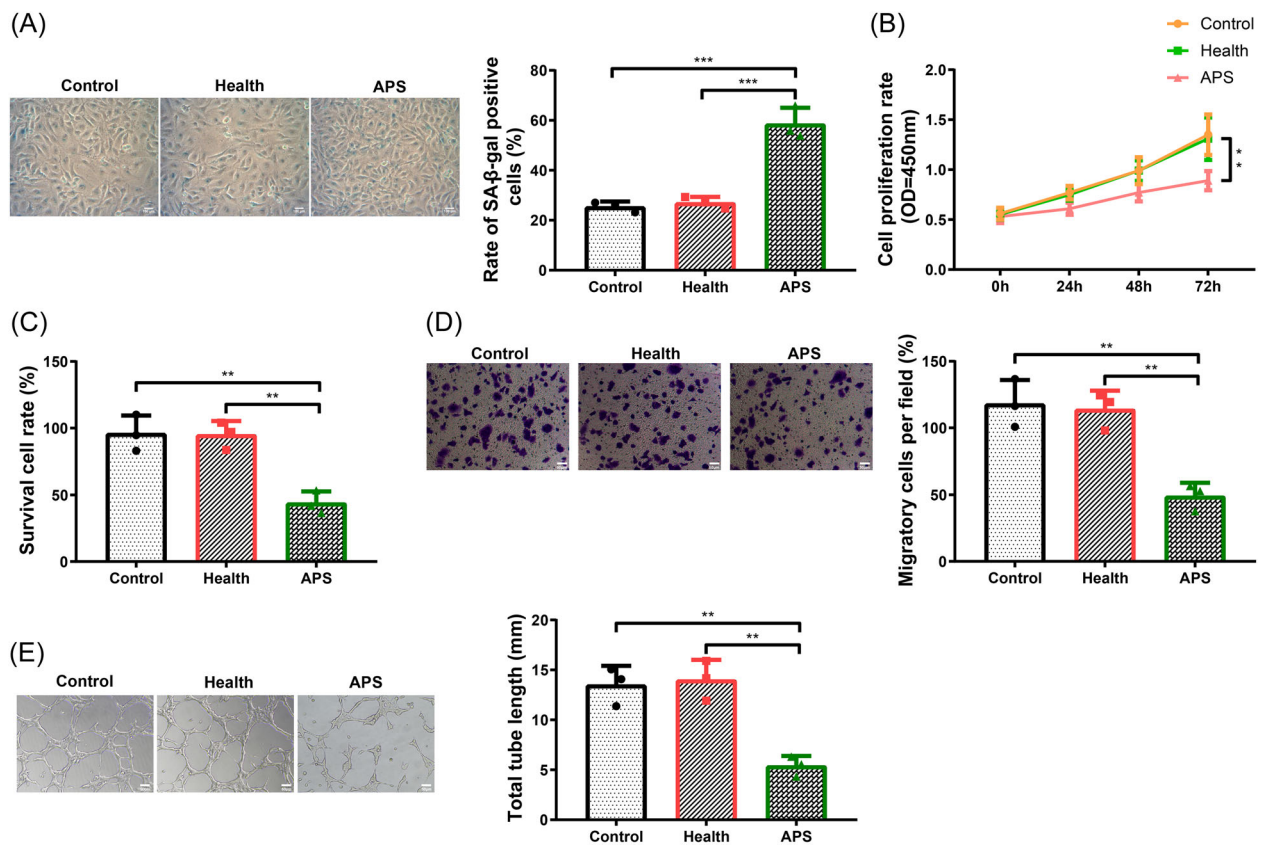 (A)
Control Health APS
Rate of SA-β-gal positive
cells (%)
80
60
40
20
0
***
***
Control Health APS
(B)
Control
Health
APS
Cell proliferation rate
(OD=450nm)
2.0
1.5
1.0
0.5
0.0
**
0h 24h 48h 72h
(C)
Survival cell rate (%)
150
100
50
0
**
**
Control Health APS
(D)
Control Health APS
Migratory cells per field (%)
150
100
50
0
**
**
Control Health APS
(E)
Control Health APS
Total tube length (mm)
20
15
10
5
0
**
**
Control Health APS